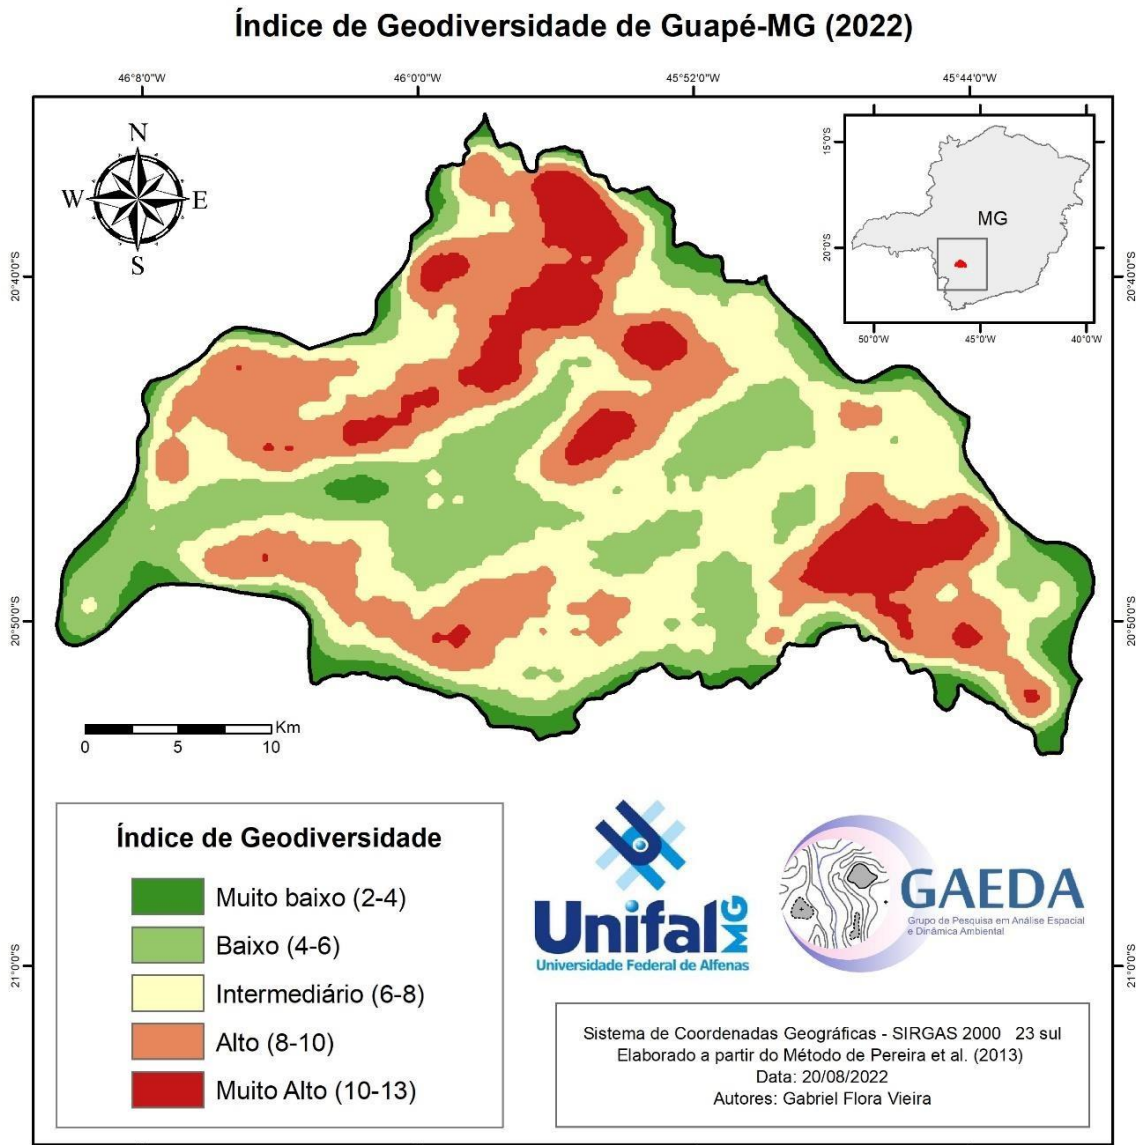 Índice de Geodiversidade de Guapé-MG (2022)
46°8'0"W 46°0'0"W 45°52'0"W 45°44'0"W
N
W E
S
15°0'S
MG
20°0'S
50°0'W 45°0'W 40°0'W
20°40'0"S 20°40'0"S
20°50'0"S 20°50'0"S
Km
0 5 10
Índice de Geodiversidade
Muito baixo (2-4)
Baixo (4-6)
Intermediário (6-8)
Alto (8-10)
Muito Alto (10-13)
Unifal MG
Universidade Federal de Alfenas
GAEDA
Grupo de Pesquisa em Análise Espacial
e Dinâmica Ambiental
21°0'0"S 21°0'0"S
Sistema de Coordenadas Geográficas - SIRGAS 2000 23 sul
Elaborado a partir do Método de Pereira et al. (2013)
Data: 20/08/2022
Autores: Gabriel Flora Vieira